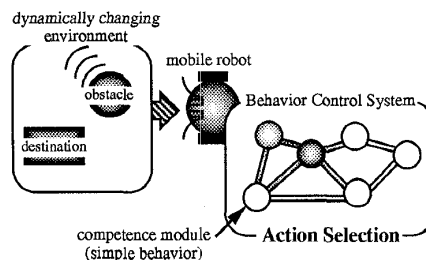 dynamically changing
environment
mobile robot
obstacle
destination
Behavior Control System
competence module
(simple behavior)
Action Selection